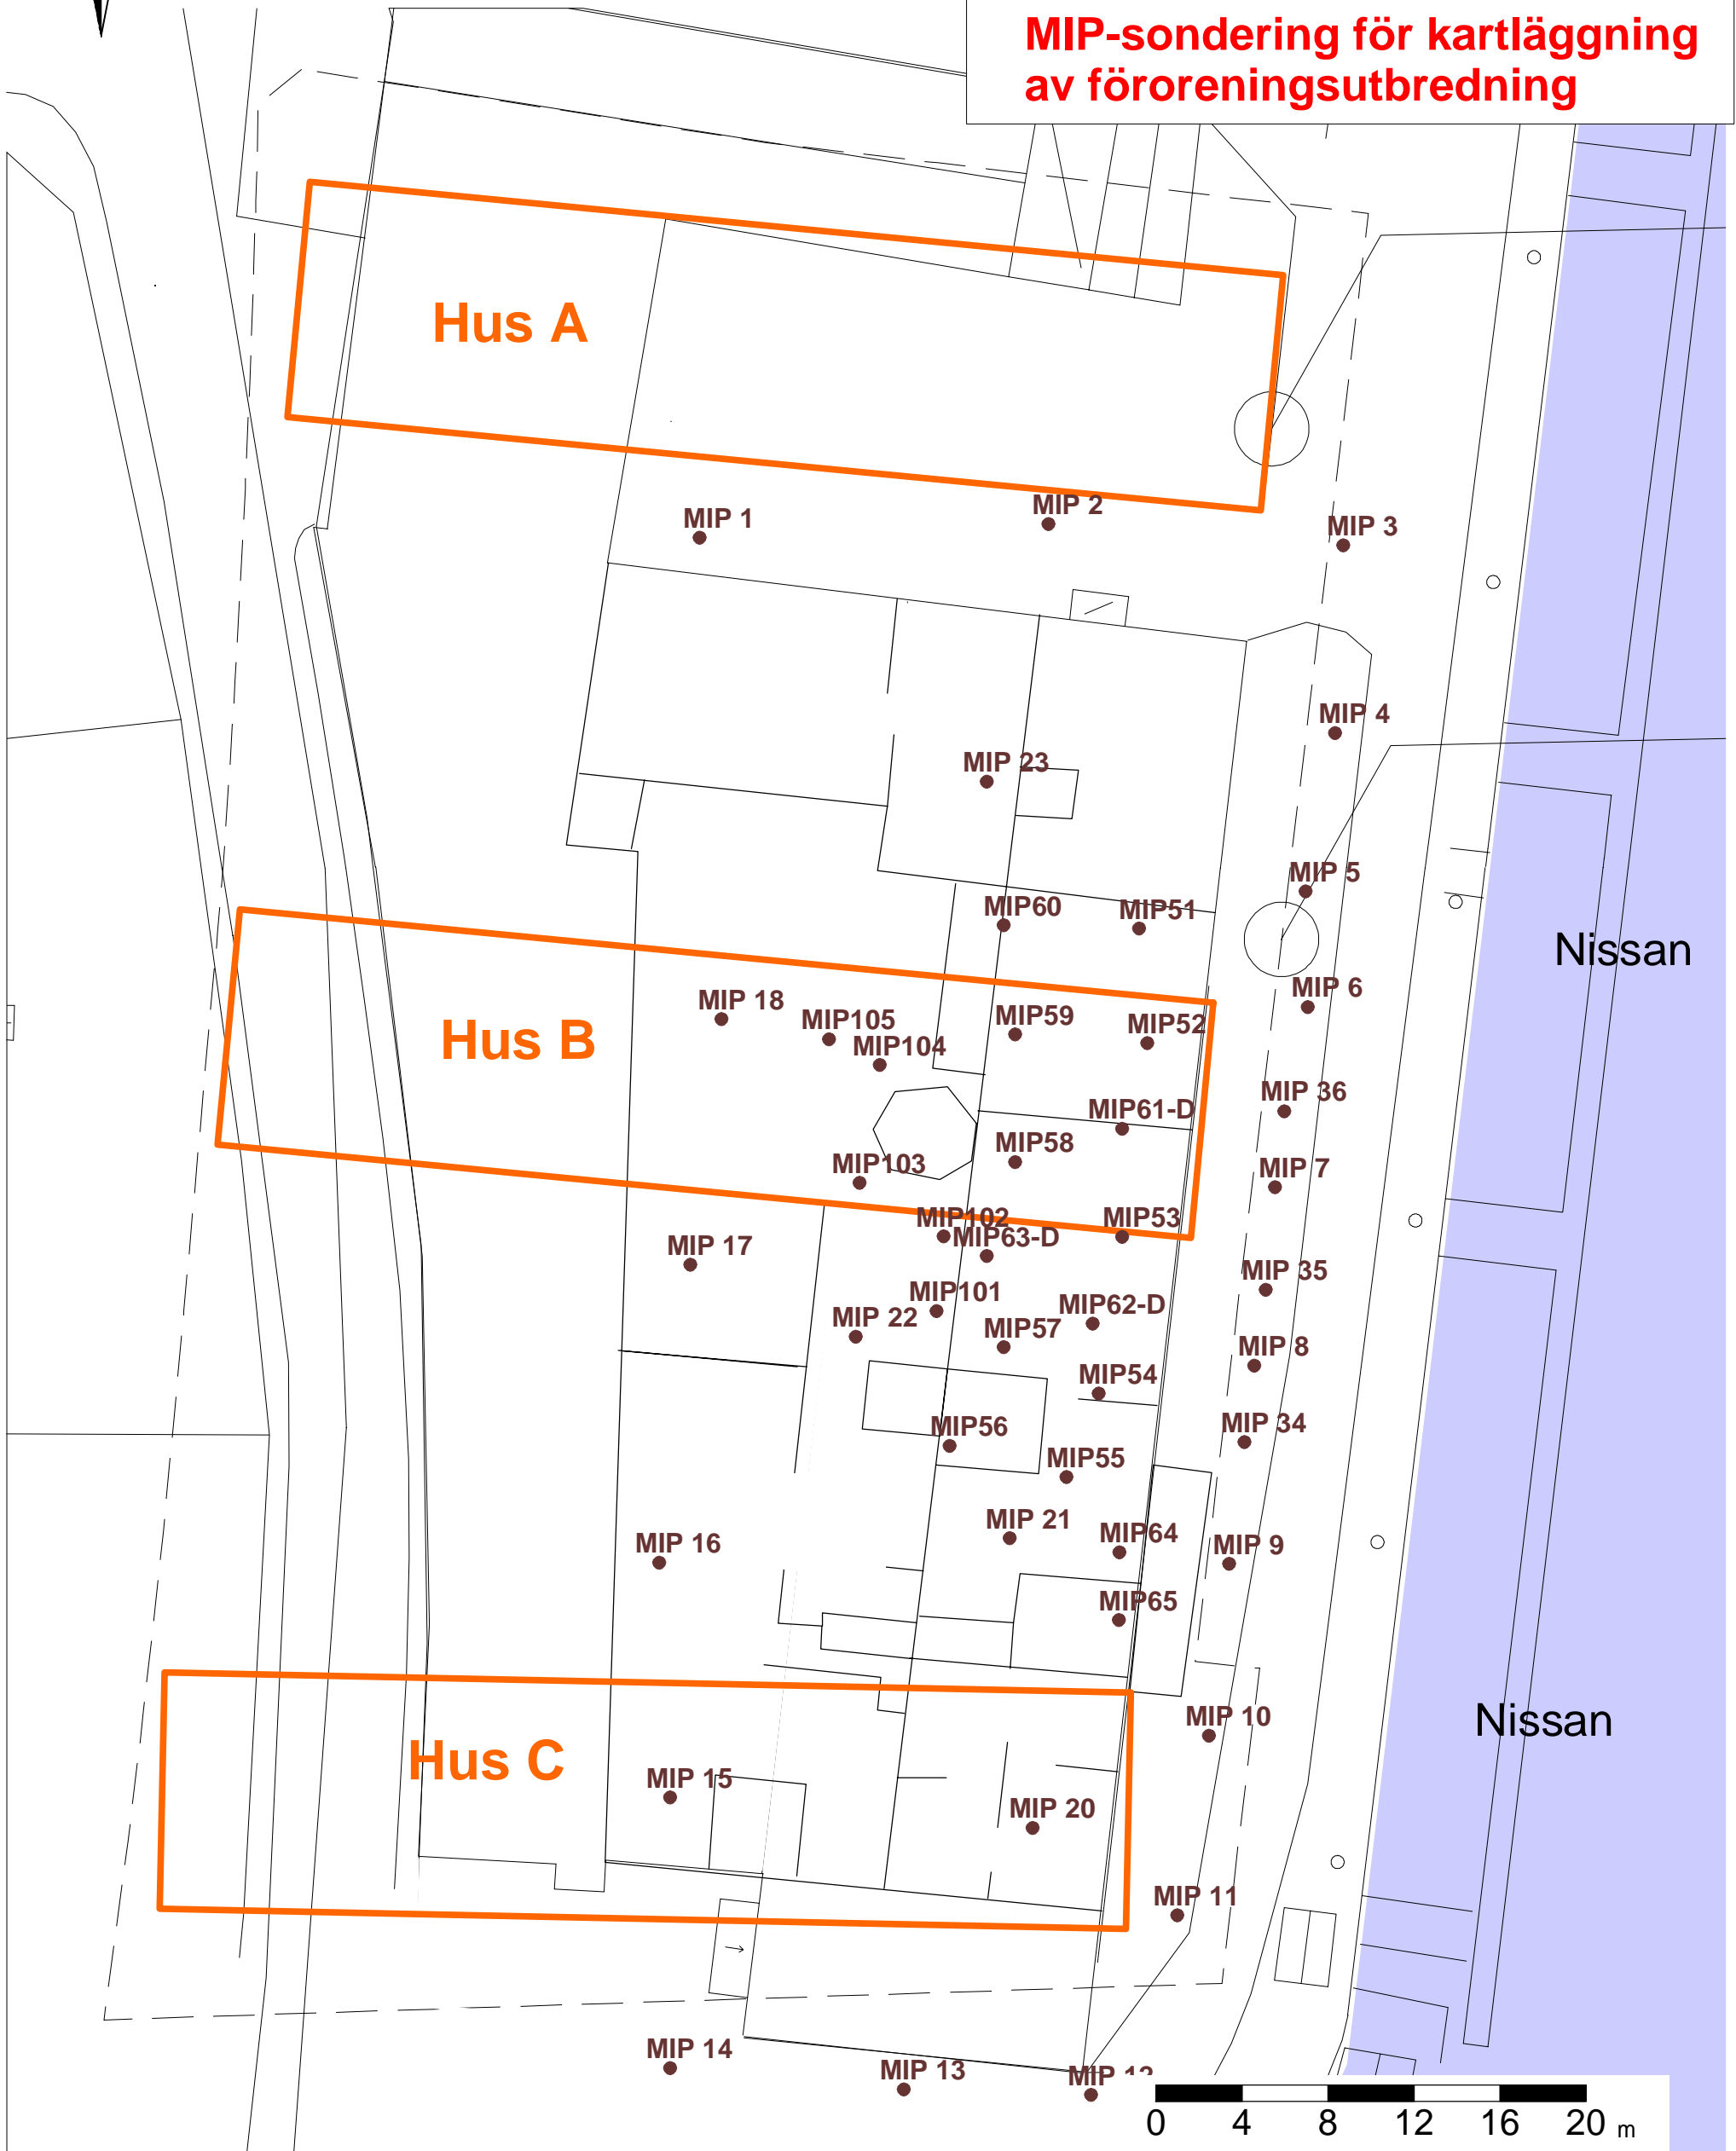 MIP-sondering för kartläggning
av föroreningsutbredning
Hus A
MIP 1
MIP 2
MIP 3
MIP 4
MIP 23
MIP 5
MIP60
MIP51
Nissan
MIP 6
MIP 18
MIP105
MIP59
MIP52
Hus B
MIP104
MIP 36
MIP61-D
MIP58
MIP103
MIP 7
MIP102
MIP53
MIP63-D
MIP 17
MIP 35
MIP101
MIP62-D
MIP 22
MIP57
MIP 8
MIP54
MIP56
MIP 34
MIP55
MIP 21
MIP64
MIP 16
MIP 9
MIP65
MIP 10
Nissan
Hus C
MIP 15
MIP 20
MIP 11
MIP 14
MIP 13
MIP 12
0 4 8 12 16 20 m